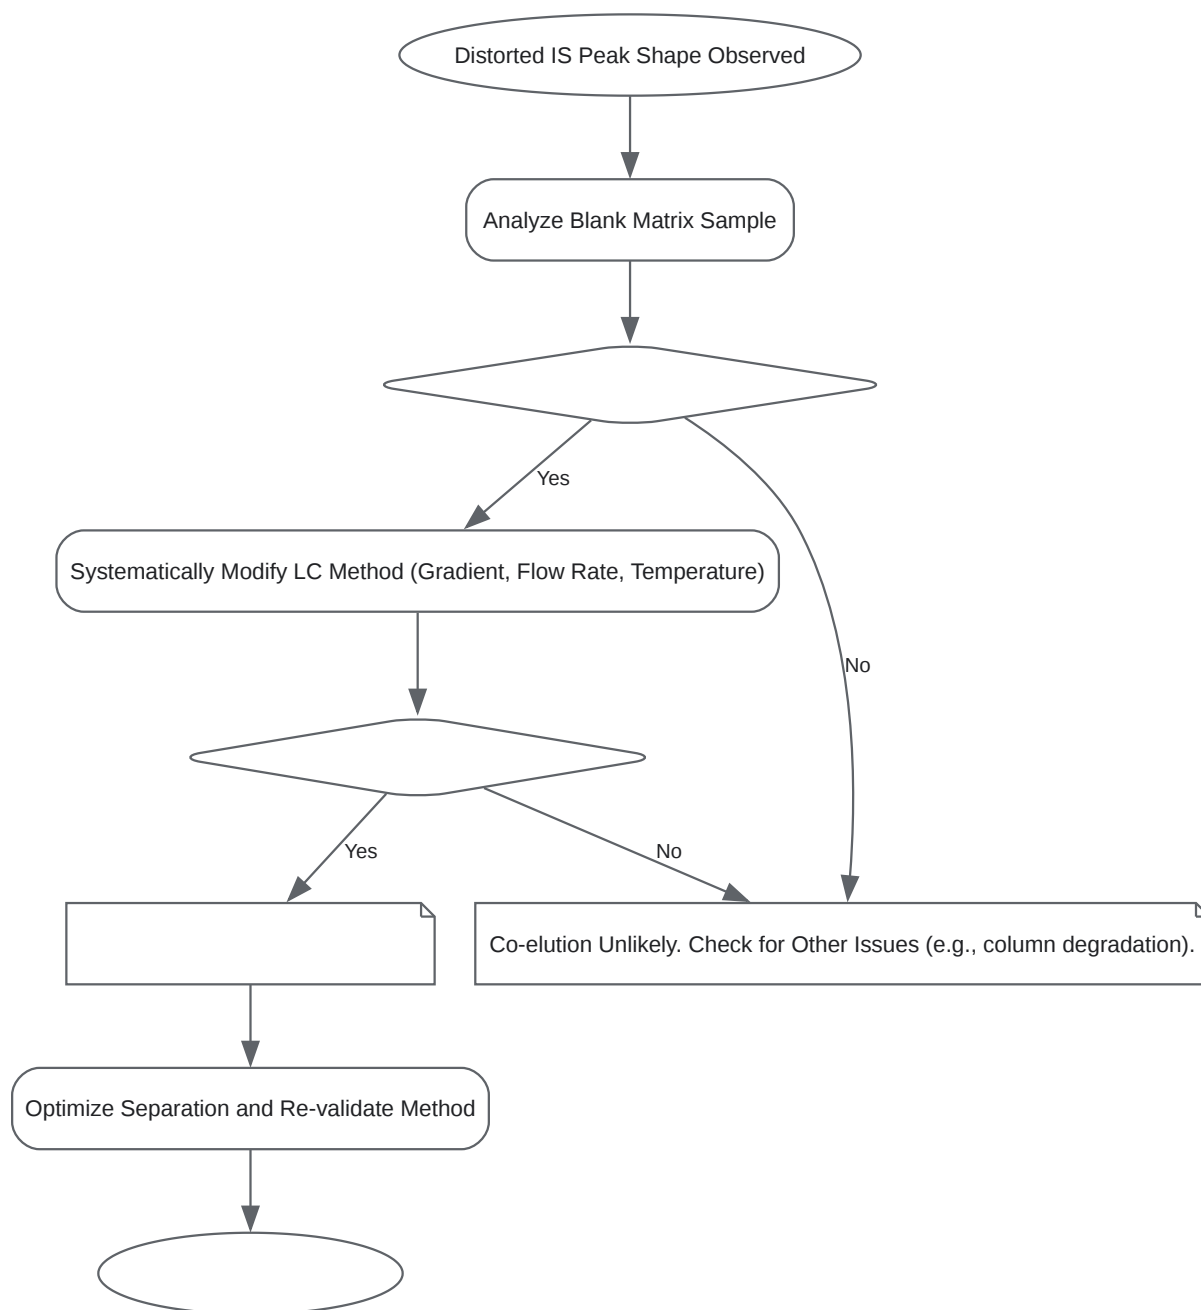 Distorted IS Peak Shape Observed
Analyze Blank Matrix Sample
Yes
Systematically Modify LC Method (Gradient, Flow Rate, Temperature)
No
Yes
No
Co-elution Unlikely. Check for Other Issues (e.g., column degradation).
Optimize Separation and Re-validate Method